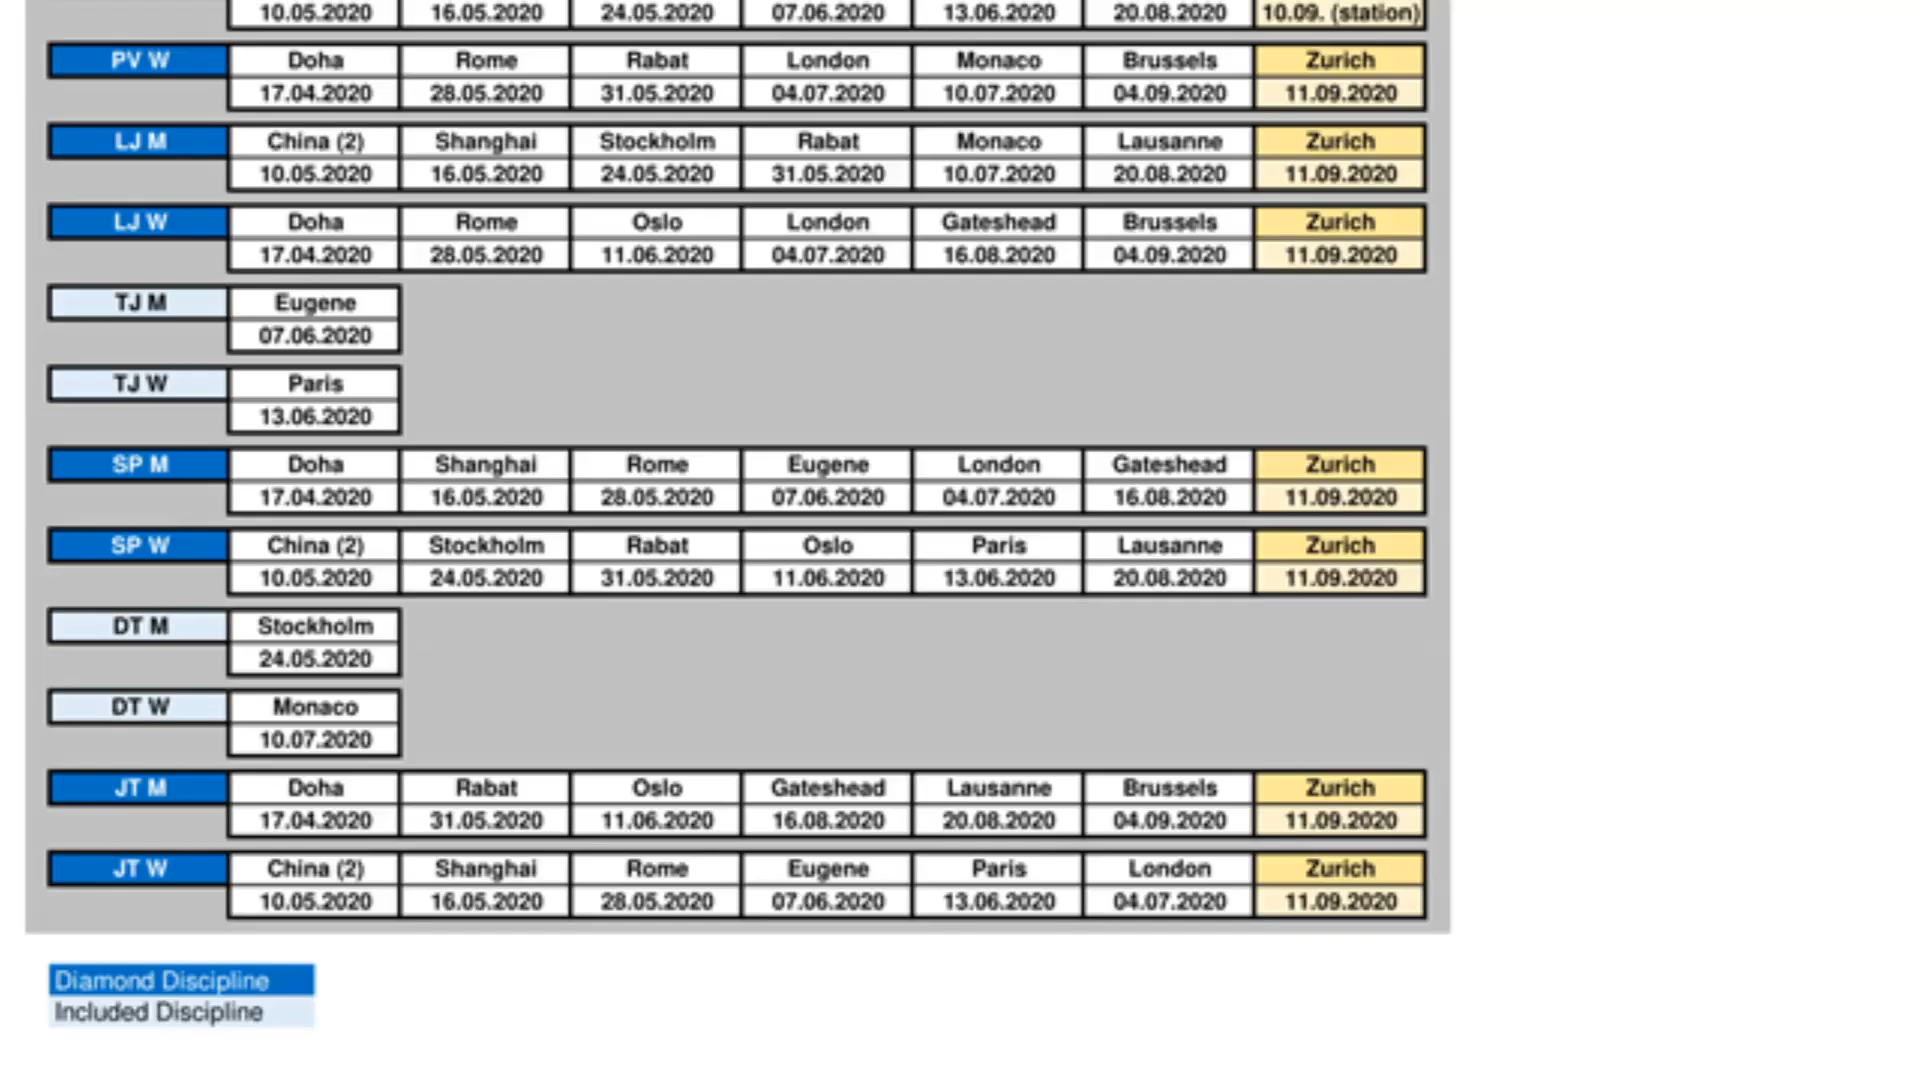 10.05.2020 16.05.2020 24.05.2020 07.06.2020 13.06.2020 20.08.2020 10.09. (station)
PV W Doha Rome Rabat London Monaco Brussels Zurich
17.04.2020 28.05.2020 31.05.2020 04.07.2020 10.07.2020 04.09.2020 11.09.2020
LJ M China (2) Shanghai Stockholm Rabat Monaco Lausanne Zurich
10.05.2020 16.05.2020 24.05.2020 31.05.2020 10.07.2020 20.08.2020 11.09.2020
LJ W Doha Rome Oslo London Gateshead Brussels Zurich
17.04.2020 28.05.2020 11.06.2020 04.07.2020 16.08.2020 04.09.2020 11.09.2020
TJ M Eugene
07.06.2020
TJ W Paris
13.06.2020
SP M Doha Shanghai Rome Eugene London Gateshead Zurich
17.04.2020 16.05.2020 28.05.2020 07.06.2020 04.07.2020 16.08.2020 11.09.2020
SP W China (2) Stockholm Rabat Oslo Paris Lausanne Zurich
10.05.2020 24.05.2020 31.05.2020 11.06.2020 13.06.2020 20.08.2020 11.09.2020
DT M Stockholm
24.05.2020
DT W Monaco
10.07.2020
JT M Doha Rabat Oslo Gateshead Lausanne Brussels Zurich
17.04.2020 31.05.2020 11.06.2020 16.08.2020 20.08.2020 04.09.2020 11.09.2020
JT W China (2) Shanghai Rome Eugene Paris London Zurich
10.05.2020 16.05.2020 28.05.2020 07.06.2020 13.06.2020 04.07.2020 11.09.2020
Diamond Discipline
Included Discipline